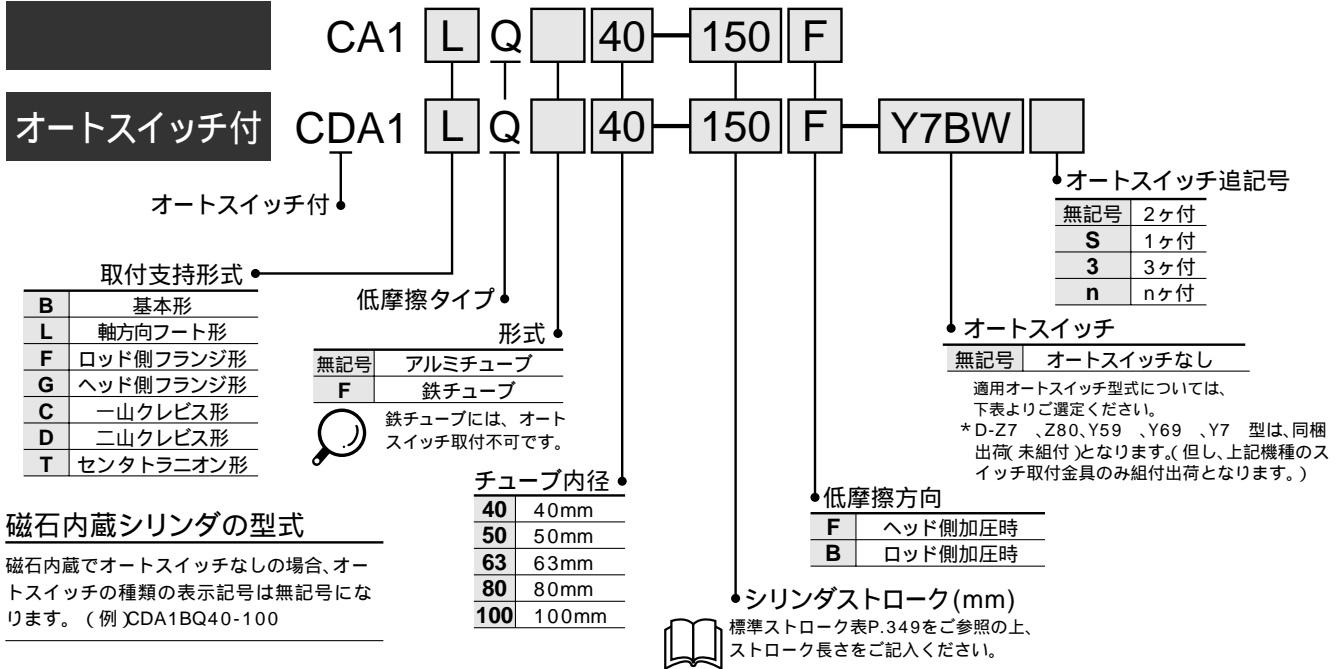 CA1 L Q 40 150 F
オートスイッチ付 CDA1 L Q 40 150 F Y7BW
オートスイッチ付
オートスイッチ追記号
無記号 2ヶ付
S 1ヶ付
3 3ヶ付
n nヶ付
取付支持形式
B 基本形
L 軸方向フート形
F ロッド側フランジ形
G ヘッド側フランジ形
C 一山クレビス形
D 二山クレビス形
T センタトラニオン形
低摩擦タイプ
形式
無記号 アルミチューブ
F 鉄チューブ
鉄チューブには、オート
スイッチ取付不可です。
オートスイッチ
無記号 オートスイッチなし
適用オートスイッチ型式については、
下表よりご選定ください。
*D-Z7 、Z80、Y59 、Y69 、Y7 型は、同梱
出荷(未組付)となります。(但し、上記機種のス
イッチ取付金具のみ組付出荷となります。)
チューブ内径
40 40mm
50 50mm
63 63mm
80 80mm
100 100mm
低摩擦方向
F ヘッド側加圧時
B ロッド側加圧時
磁石内蔵シリンダの型式
磁石内蔵でオートスイッチなしの場合、オー
トスイッチの種類の表示記号は無記号にな
ります。(例)CDA1BQ40-100
シリンダストローク(mm)
標準ストローク表P.349をご参照の上、
ストローク長さをご記入ください。